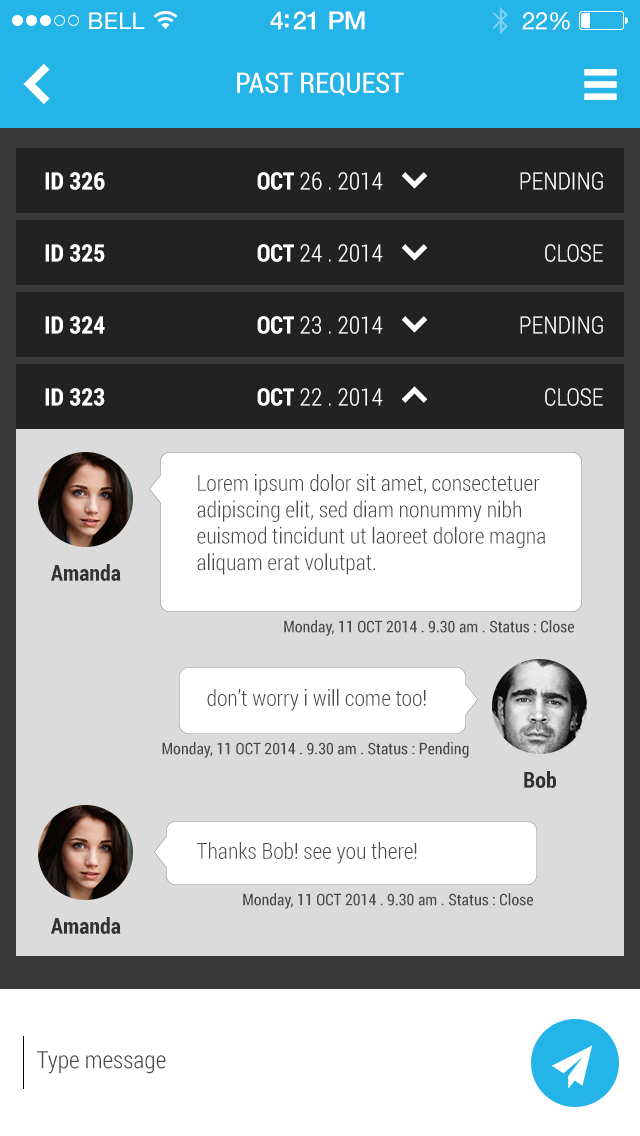 BELL 4:21 PM 22%
PAST REQUEST
ID 326 OCT 26 . 2014 PENDING
ID 325 OCT 24 . 2014 CLOSE
ID 324 OCT 23 . 2014 PENDING
ID 323 OCT 22 . 2014 CLOSE
Lorem ipsum dolor sit amet, consectetuer
adipiscing elit, sed diam nonummy nibh
euismod tincidunt ut laoreet dolore magna
aliquam erat volutpat.
Amanda
Monday, 11 OCT 2014 . 9.30 am . Status : Close
don't worry i will come too!
Monday, 11 OCT 2014 . 9.30 am . Status : Pending
Bob
Thanks Bob! see you there!
Monday, 11 OCT 2014 . 9.30 am . Status : Close
Amanda
Type message